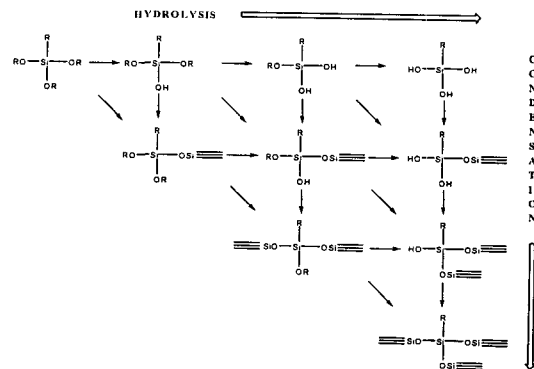 HYDROLYSIS
R R R R
RO Si OR RO Si OR RO Si OH HO Si OH
OR OH OH OH
R R R
RO Si OSi RO Si OSi HO Si OSi
OR OH OH
R R
SiO Si OSi HO Si OSi
OR OSi
R
SiO Si OSi
OSi
CONDENSATION